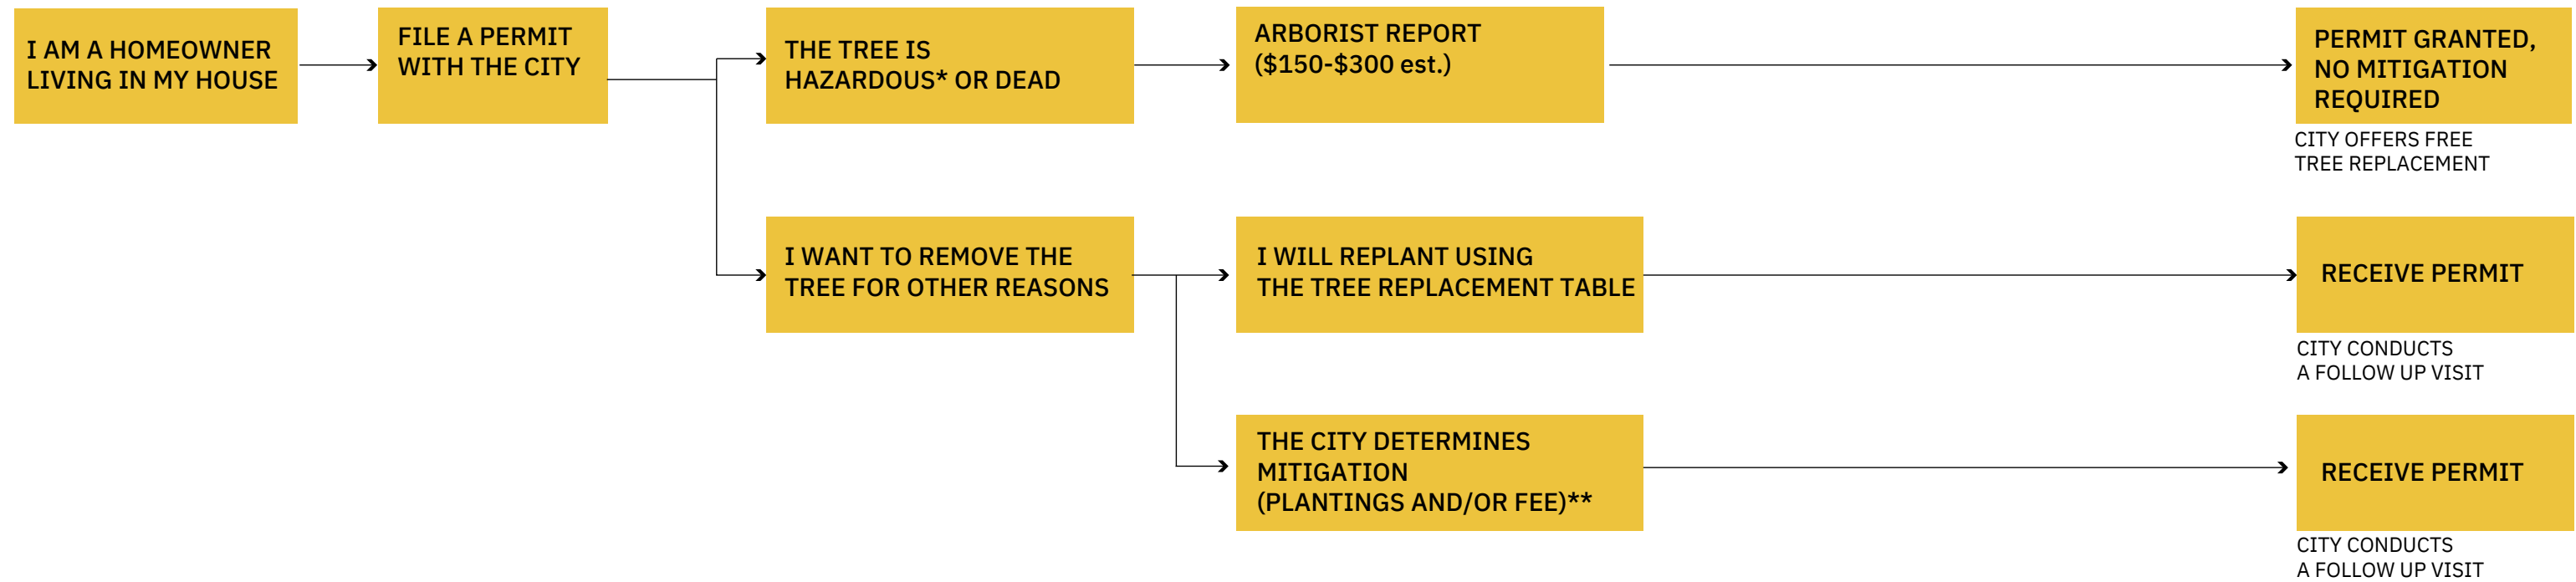 I AM A HOMEOWNER
LIVING IN MY HOUSE
FILE A PERMIT
WITH THE CITY
THE TREE IS
HAZARDOUS* OR DEAD
ARBORIST REPORT
($150-$300 est.)
PERMIT GRANTED,
NO MITIGATION
REQUIRED
CITY OFFERS FREE
TREE REPLACEMENT
I WANT TO REMOVE THE
TREE FOR OTHER REASONS
I WILL REPLANT USING
THE TREE REPLACEMENT TABLE
RECEIVE PERMIT
CITY CONDUCTS
A FOLLOW UP VISIT
THE CITY DETERMINES
MITIGATION
(PLANTINGS AND/OR FEE)**
RECEIVE PERMIT
CITY CONDUCTS
A FOLLOW UP VISIT